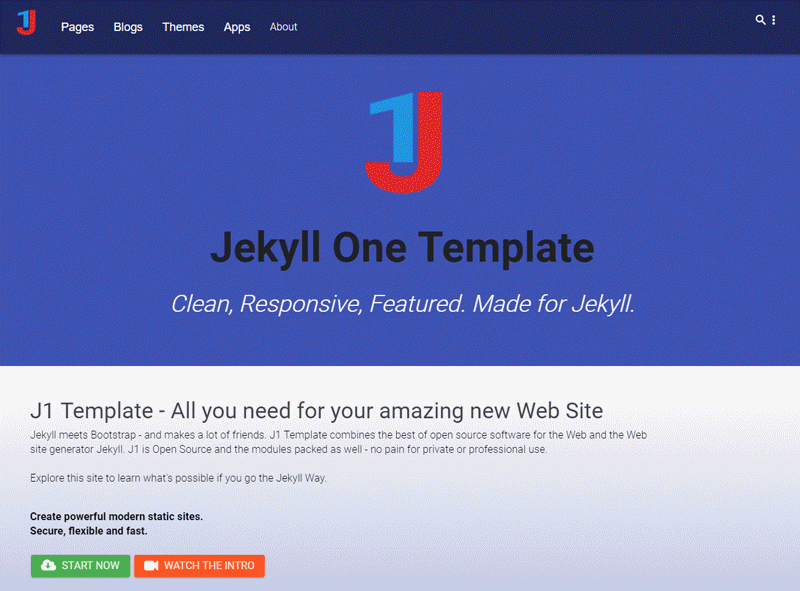 1J
Pages Blogs Themes Apps About
1J
Jekyll One Template
Clean, Responsive, Featured. Made for Jekyll.
J1 Template - All you need for your amazing new Web Site
Jekyll meets Bootstrap - and makes a lot of friends. J1 Template combines the best of open source software for the Web and the Web
site generator Jekyll. J1 is Open Source and the modules packed as well - no pain for private or professional use.
Explore this site to learn what's possible if you go the Jekyll Way.
Create powerful modern static sites.
Secure, flexible and fast.
START NOW WATCH THE INTRO